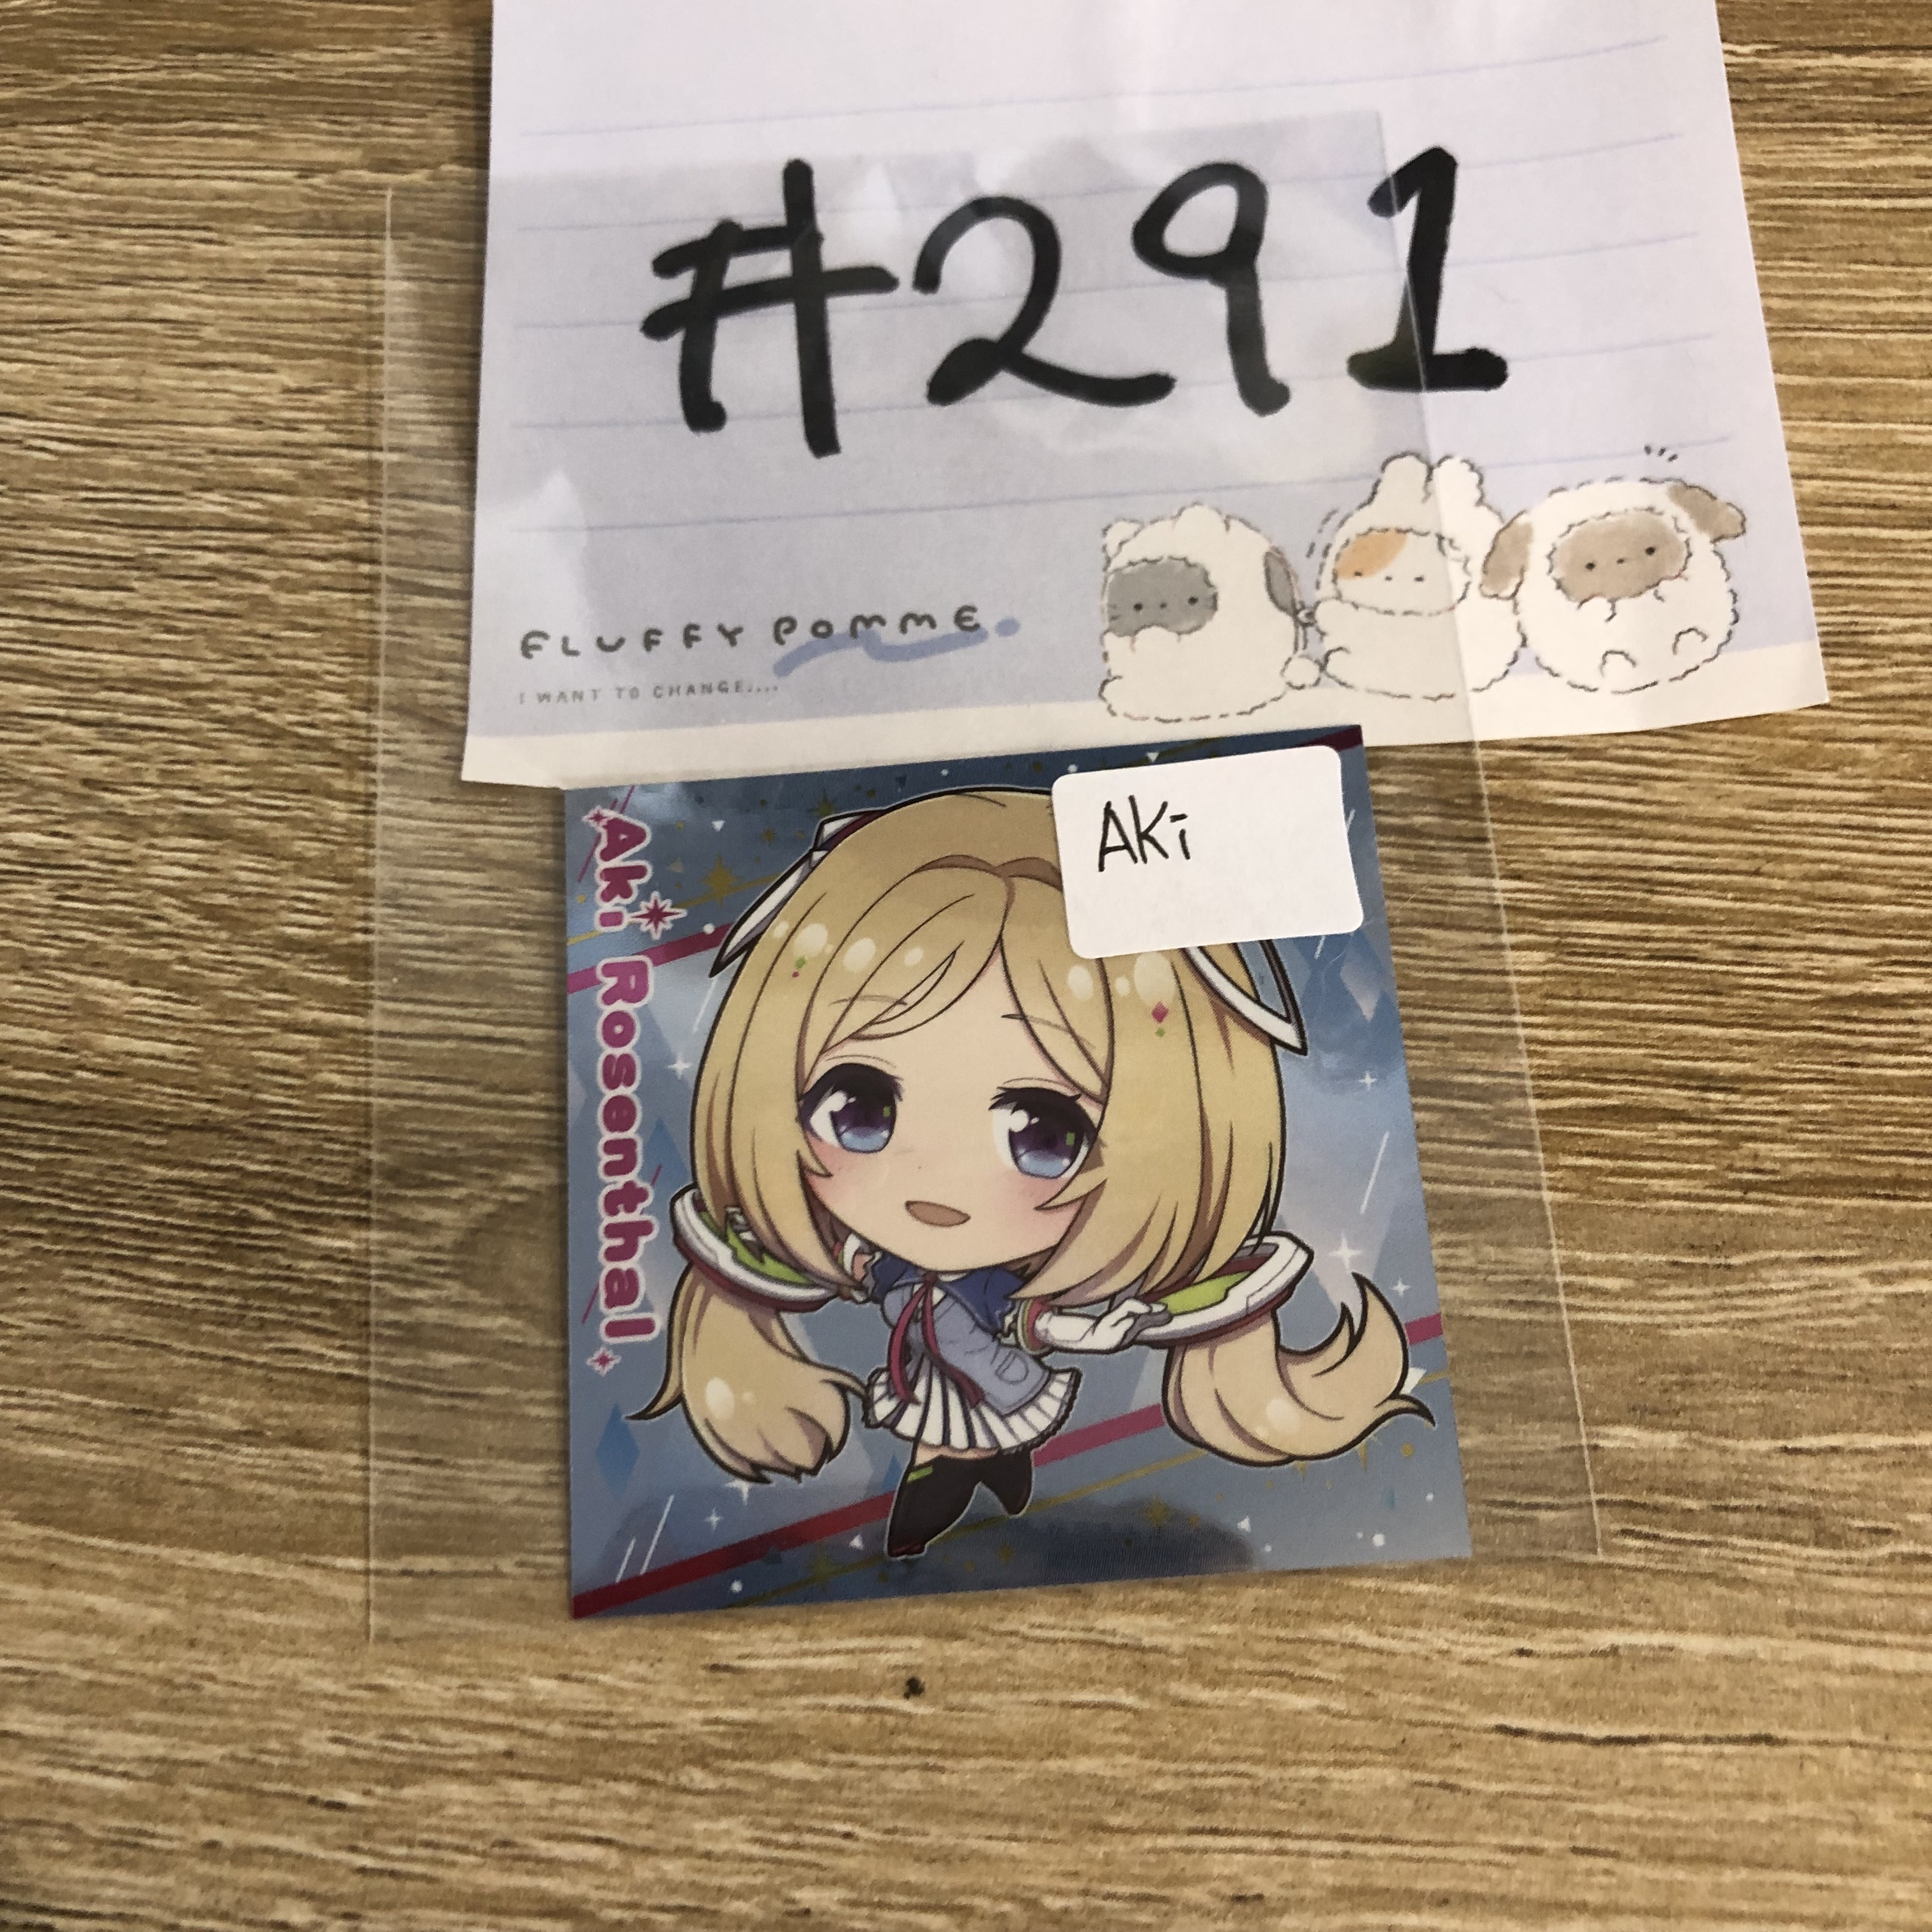 #291
FLUFFY POMME
I WANT TO CHANGE....
AKi
Aki Rosenthal